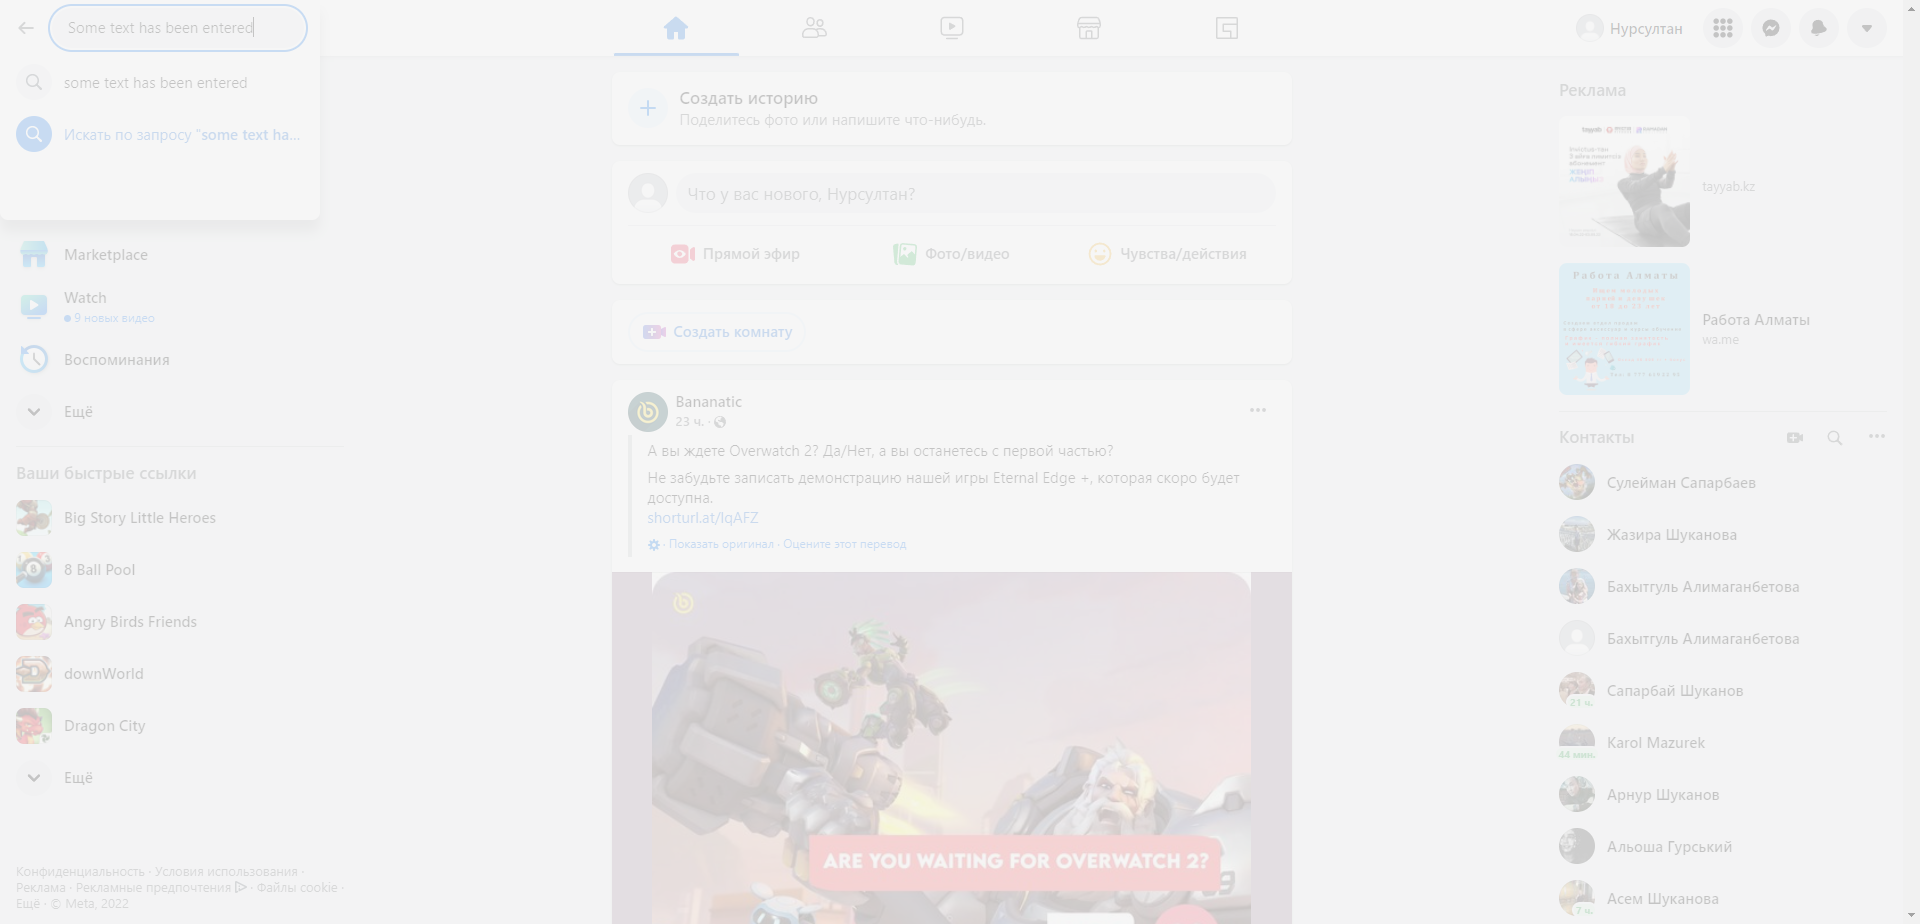 Some text has been entered
Нурсултан
some text has been entered
Искать по запросу "some text ha...
Marketplace
Watch
9 новых видео
Воспоминания
Ещё
Ваши быстрые ссылки
Big Story Little Heroes
8 Ball Pool
Angry Birds Friends
downWorld
Dragon City
Ещё
Конфиденциальность · Условия использования ·
Реклама · Рекламные предпочтения · Файлы cookie ·
Ещё · © Meta, 2022
Создать историю
Поделитесь фото или напишите что-нибудь.
Что у вас нового, Нурсултан?
Прямой эфир
Фото/видео
Чувства/действия
Создать комнату
Bananatic
23 ч. ·
А вы ждете Overwatch 2? Да/Нет, а вы останетесь с первой частью?
Не забудьте записать демонстрацию нашей игры Eternal Edge +, которая скоро будет
доступна.
shorturl.at/lqAFZ
· Показать оригинал · Оцените этот перевод
ARE YOU WAITING FOR OVERWATCH 2?
Реклама
tayyab
tayyab.kz
Работа Алматы
Работа Алматы
wa.me
Контакты
Сулейман Сапарбаев
Жазира Шуканова
Бахытгуль Алимаганбетова
Бахытгуль Алимаганбетова
Сапарбай Шуканов
21 ч.
Karol Mazurek
44 мин.
Арнур Шуканов
Альоша Гурський
Асем Шуканова
7 ч.